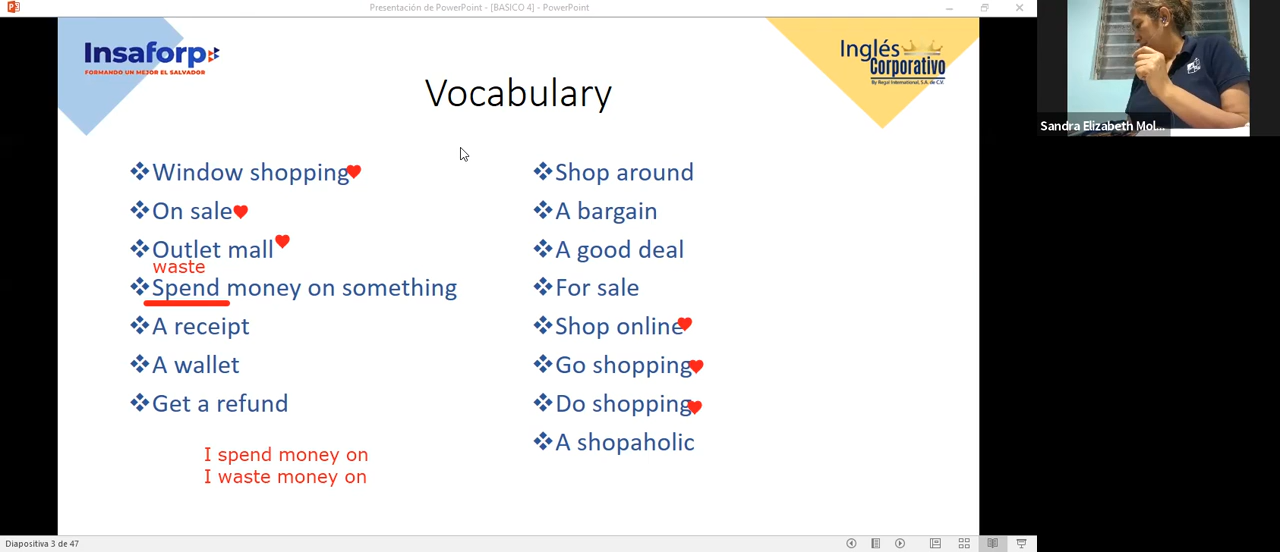 Presentación de PowerPoint - [BASICO 4] - PowerPoint
Insaforp
FORMANDO UN MEJOR EL SALVADOR
Inglés
Corporativo
By Regal International, S.A. de C.V.
Vocabulary
Window shopping
On sale
Outlet mall
waste
Spend money on something
A receipt
A wallet
Get a refund
I spend money on
I waste money on
Shop around
A bargain
A good deal
For sale
Shop online
Go shopping
Do shopping
A shopaholic
Sandra Elizabeth Mol...
Diapositiva 3 de 47